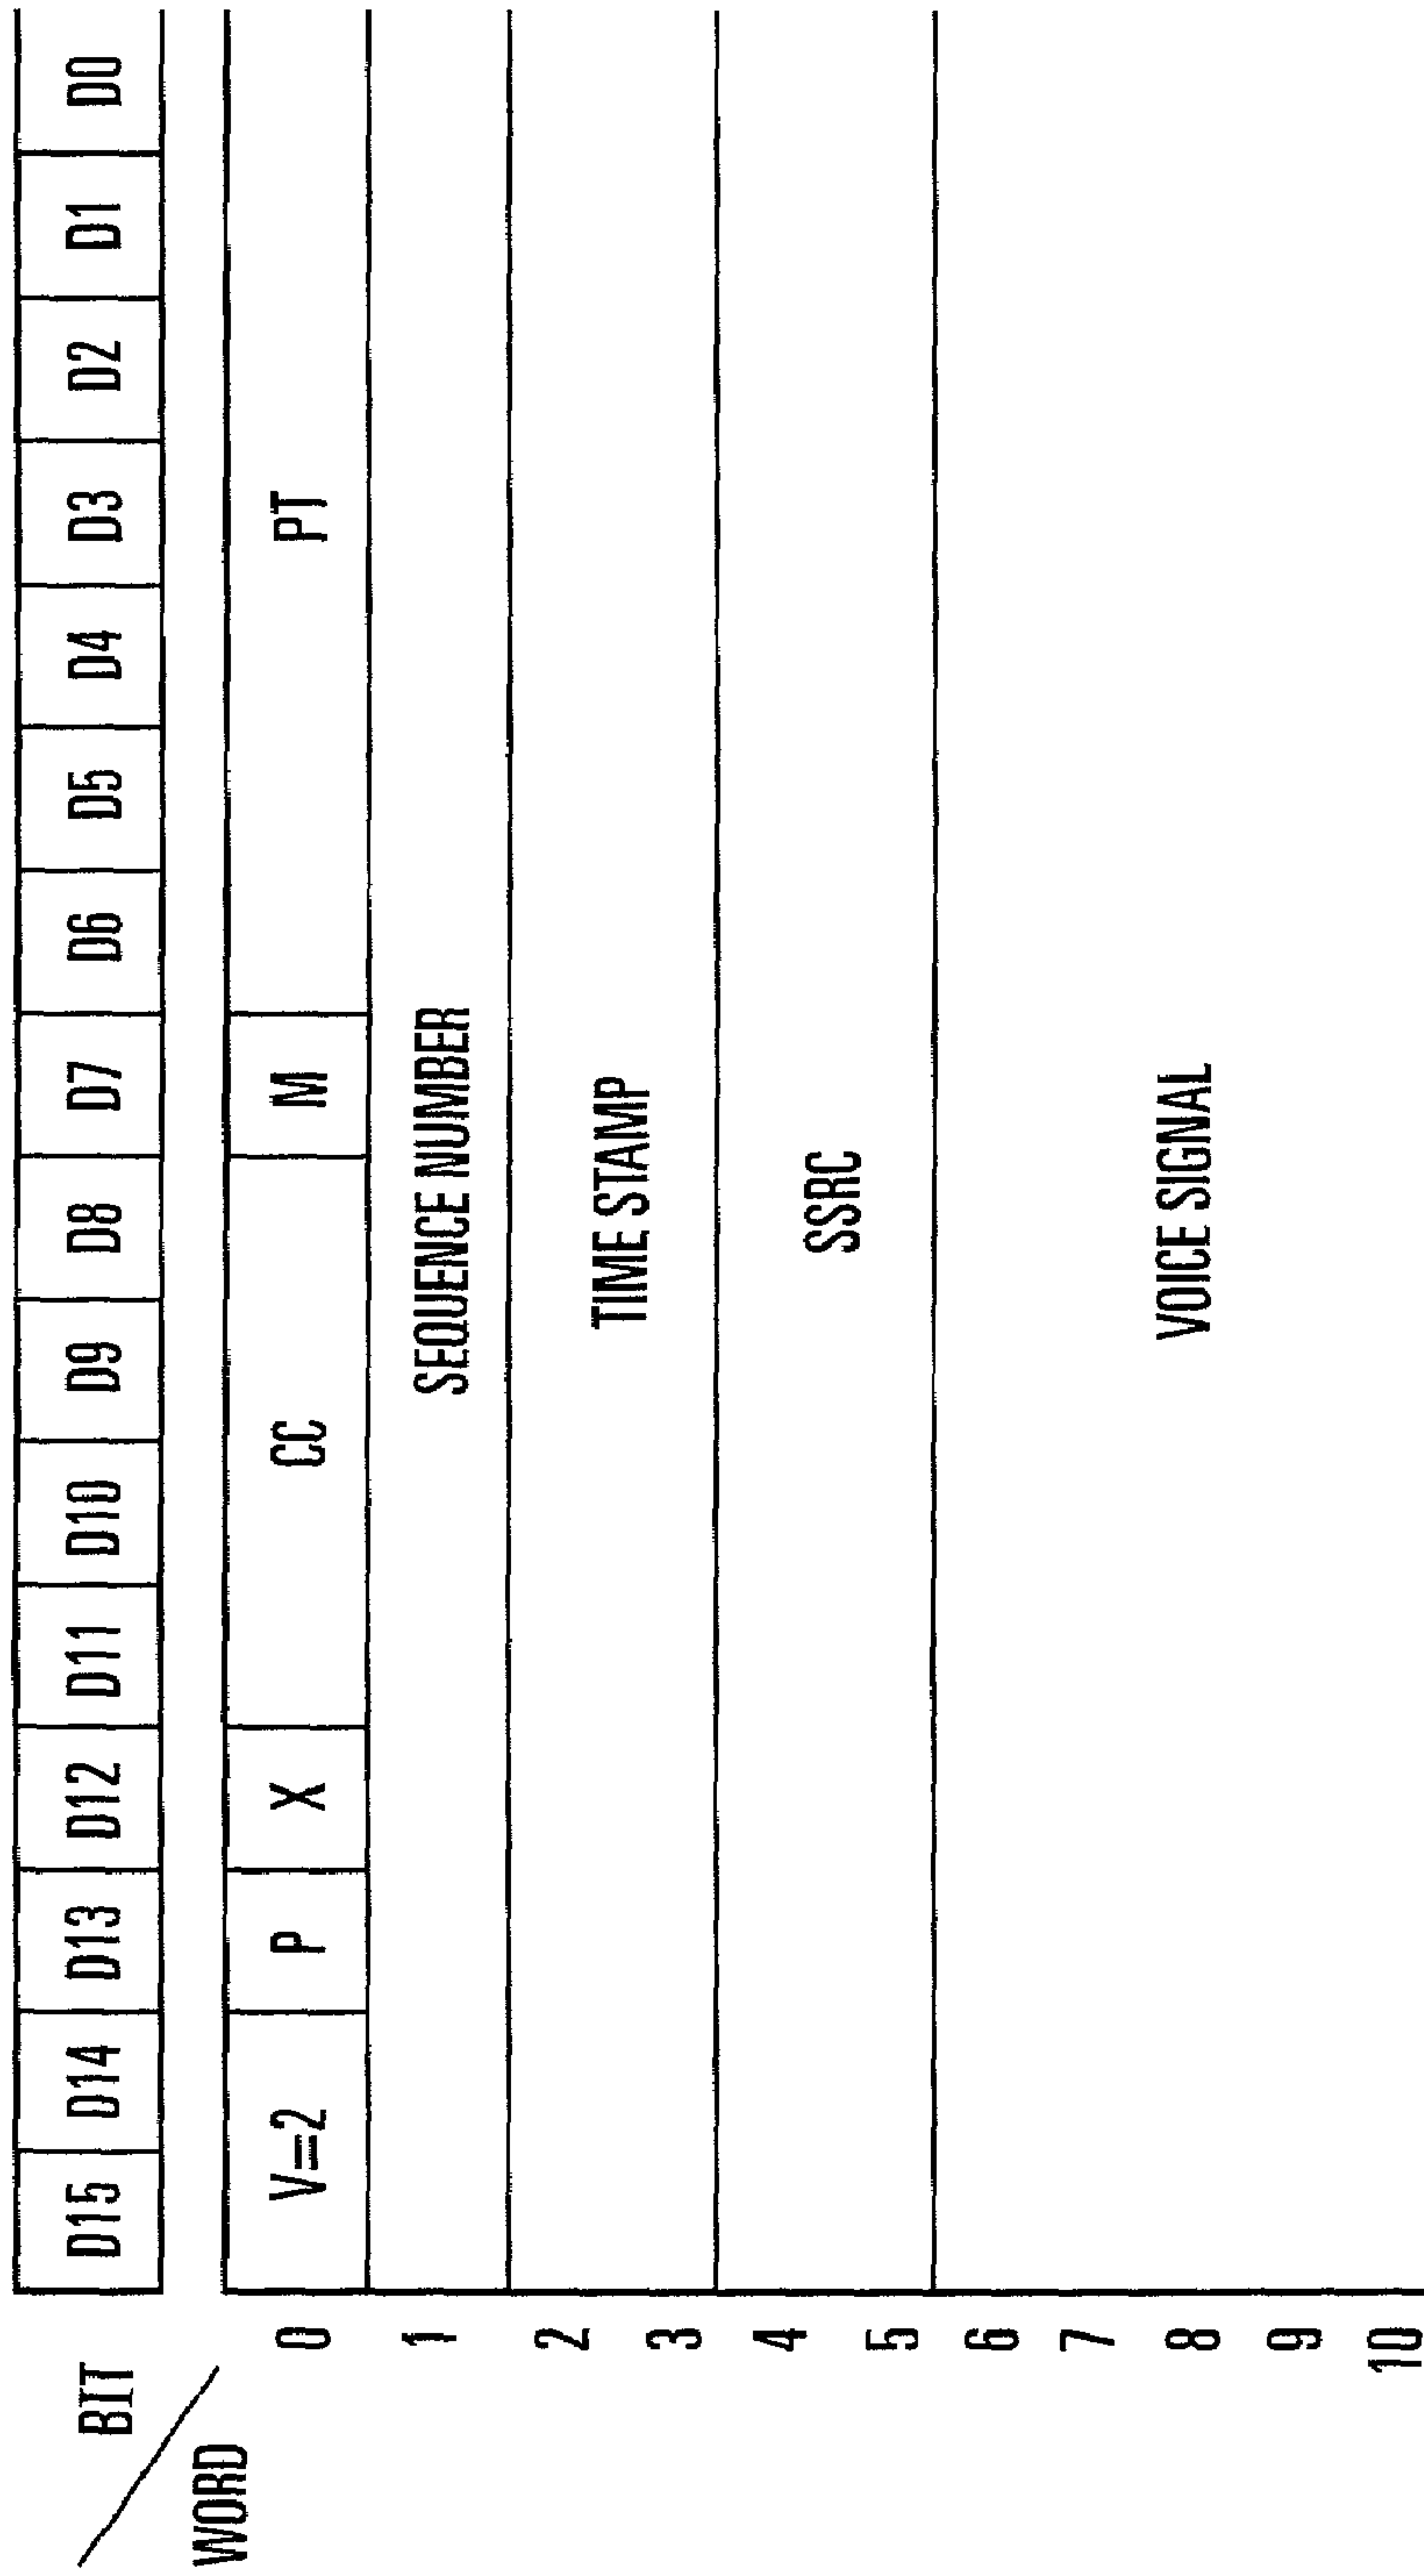 BIT
D15 D14 D13 D12 D11 D10 D9 D8 D7 D6 D5 D4 D3 D2 D1 D0
WORD
0 V=2 P X CC M PT
1 SEQUENCE NUMBER
2
TIME STAMP
3
4
SSRC
5
6
7
8 VOICE SIGNAL
9
10